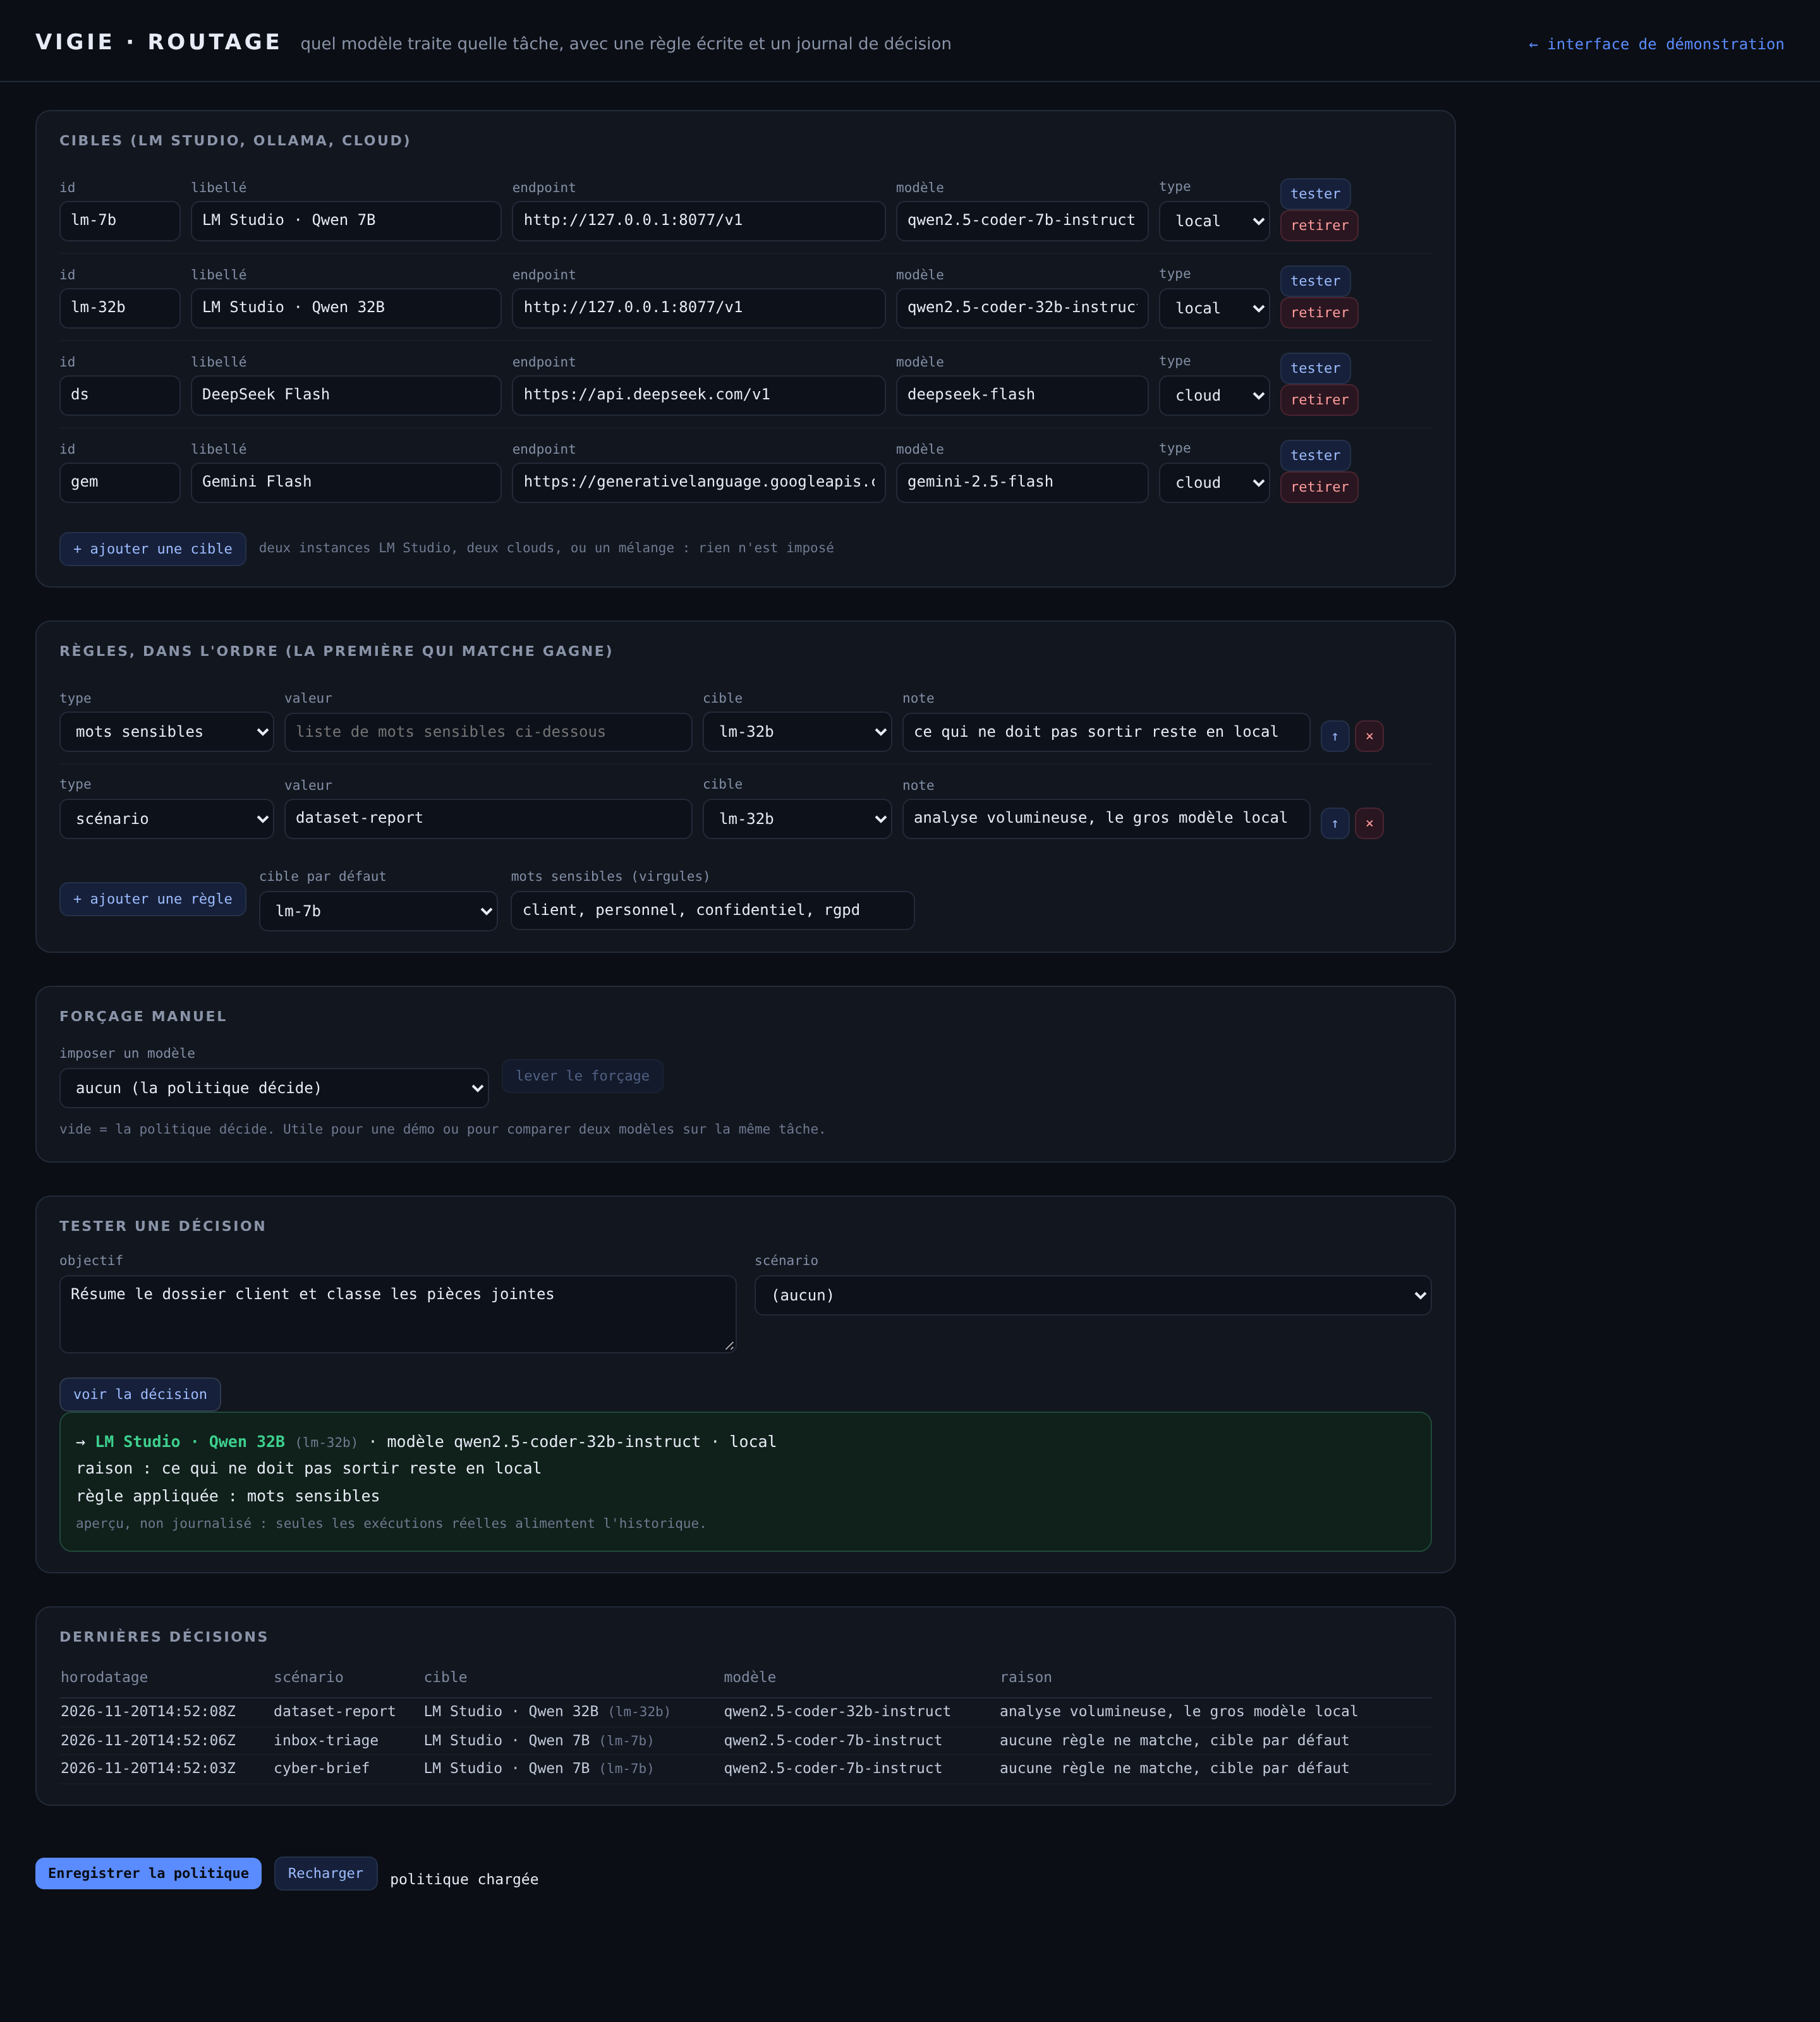 VIGIE · ROUTAGE quel modèle traite quelle tâche, avec une règle écrite et un journal de décision ← interface de démonstration
CIBLES (LM STUDIO, OLLAMA, CLOUD)
id libellé endpoint modèle type tester
lm-7b LM Studio · Qwen 7B http://127.0.0.1:8077/v1 qwen2.5-coder-7b-instruct local retirer
id libellé endpoint modèle type tester
lm-32b LM Studio · Qwen 32B http://127.0.0.1:8077/v1 qwen2.5-coder-32b-instruc local retirer
id libellé endpoint modèle type tester
ds DeepSeek Flash https://api.deepseek.com/v1 deepseek-flash cloud retirer
id libellé endpoint modèle type tester
gem Gemini Flash https://generativelanguage.googleapis.c gemini-2.5-flash cloud retirer
+ ajouter une cible deux instances LM Studio, deux clouds, ou un mélange : rien n'est imposé
RÈGLES, DANS L'ORDRE (LA PREMIÈRE QUI MATCHE GAGNE)
type valeur cible note
mots sensibles liste de mots sensibles ci-dessous lm-32b ce qui ne doit pas sortir reste en local ↑ ×
type valeur cible note
scénario dataset-report lm-32b analyse volumineuse, le gros modèle local ↑ ×
cible par défaut mots sensibles (virgules)
+ ajouter une règle lm-7b client, personnel, confidentiel, rgpd
FORÇAGE MANUEL
imposer un modèle
aucun (la politique décide) lever le forçage
vide = la politique décide. Utile pour une démo ou pour comparer deux modèles sur la même tâche.
TESTER UNE DÉCISION
objectif scénario
Résume le dossier client et classe les pièces jointes (aucun)
voir la décision
→ LM Studio · Qwen 32B (lm-32b) · modèle qwen2.5-coder-32b-instruct · local
raison : ce qui ne doit pas sortir reste en local
règle appliquée : mots sensibles
aperçu, non journalisé : seules les exécutions réelles alimentent l'historique.
DERNIÈRES DÉCISIONS
horodatage scénario cible modèle raison
2026-11-20T14:52:08Z dataset-report LM Studio · Qwen 32B (lm-32b) qwen2.5-coder-32b-instruct analyse volumineuse, le gros modèle local
2026-11-20T14:52:06Z inbox-triage LM Studio · Qwen 7B (lm-7b) qwen2.5-coder-7b-instruct aucune règle ne matche, cible par défaut
2026-11-20T14:52:03Z cyber-brief LM Studio · Qwen 7B (lm-7b) qwen2.5-coder-7b-instruct aucune règle ne matche, cible par défaut
Enregistrer la politique Recharger politique chargée